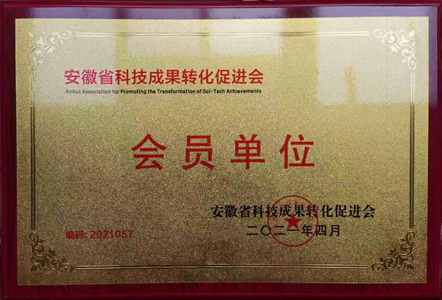 安徽省科技成果转化促进会
Anhui Association for Promoting the Transformation of Sci-Tech Achievements
会员单位
安徽省科技成果转化促进会
编码: 2021057
二〇二一年四月